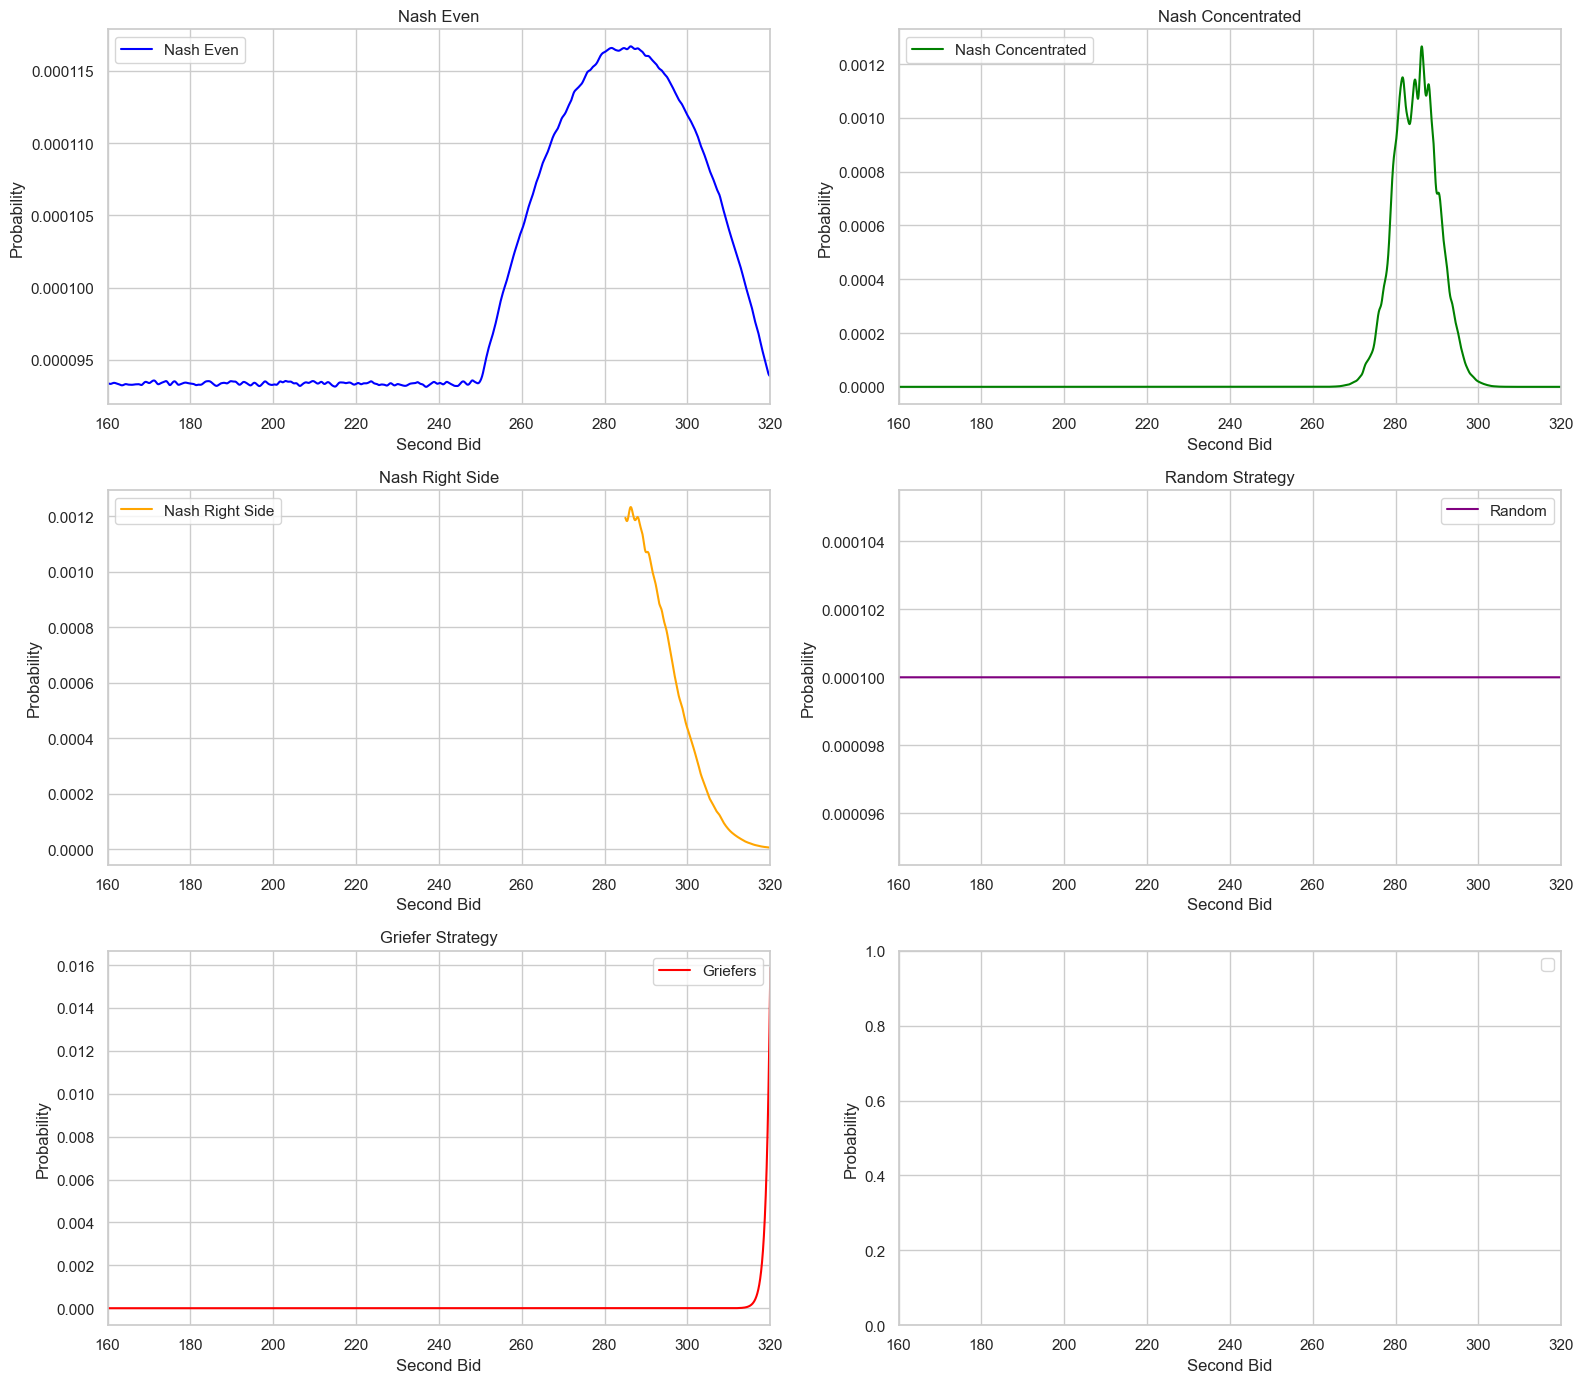 Nash Even
Nash Even
0.000115
0.000110
0.000105
0.000100
0.000095
Probability
160 180 200 220 240 260 280 300 320
Second Bid
Nash Concentrated
Nash Concentrated
0.0012
0.0010
0.0008
0.0006
0.0004
0.0002
0.0000
Probability
160 180 200 220 240 260 280 300 320
Second Bid
Nash Right Side
Nash Right Side
0.0012
0.0010
0.0008
0.0006
0.0004
0.0002
0.0000
Probability
160 180 200 220 240 260 280 300 320
Second Bid
Random Strategy
Random
0.000104
0.000102
0.000100
0.000098
0.000096
Probability
160 180 200 220 240 260 280 300 320
Second Bid
Griefer Strategy
Griefers
0.016
0.014
0.012
0.010
0.008
0.006
0.004
0.002
0.000
Probability
160 180 200 220 240 260 280 300 320
Second Bid
1.0
0.8
0.6
0.4
0.2
0.0
Probability
160 180 200 220 240 260 280 300 320
Second Bid